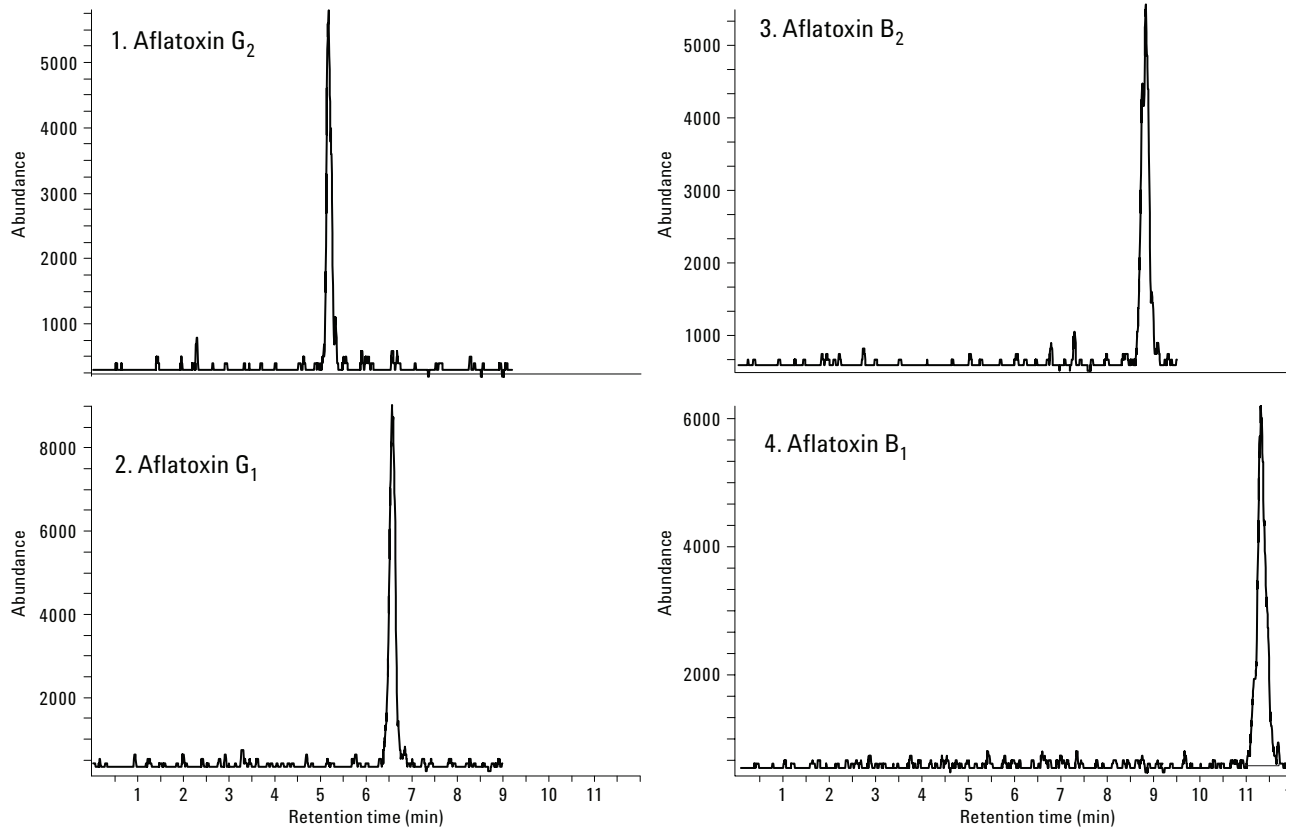 1. Aflatoxin G2
5000
4000
3000
2000
1000
Abundance
3. Aflatoxin B2
5000
4000
3000
2000
1000
Abundance
2. Aflatoxin G1
8000
6000
4000
2000
Abundance
1 2 3 4 5 6 7 8 9 10 11
Retention time (min)
4. Aflatoxin B1
6000
4000
2000
Abundance
1 2 3 4 5 6 7 8 9 10 11
Retention time (min)